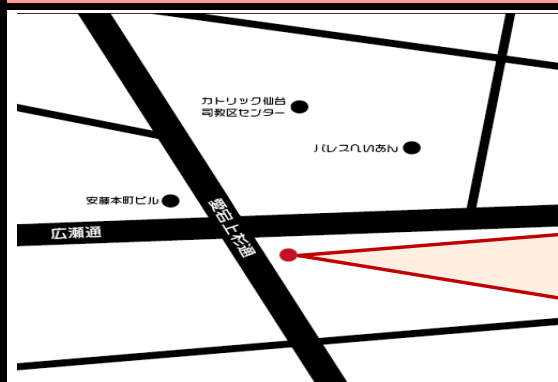 カトリック仙台
司教区センター
パレスへいあん
安藤本町ビル
愛宕上杉通
広瀬通